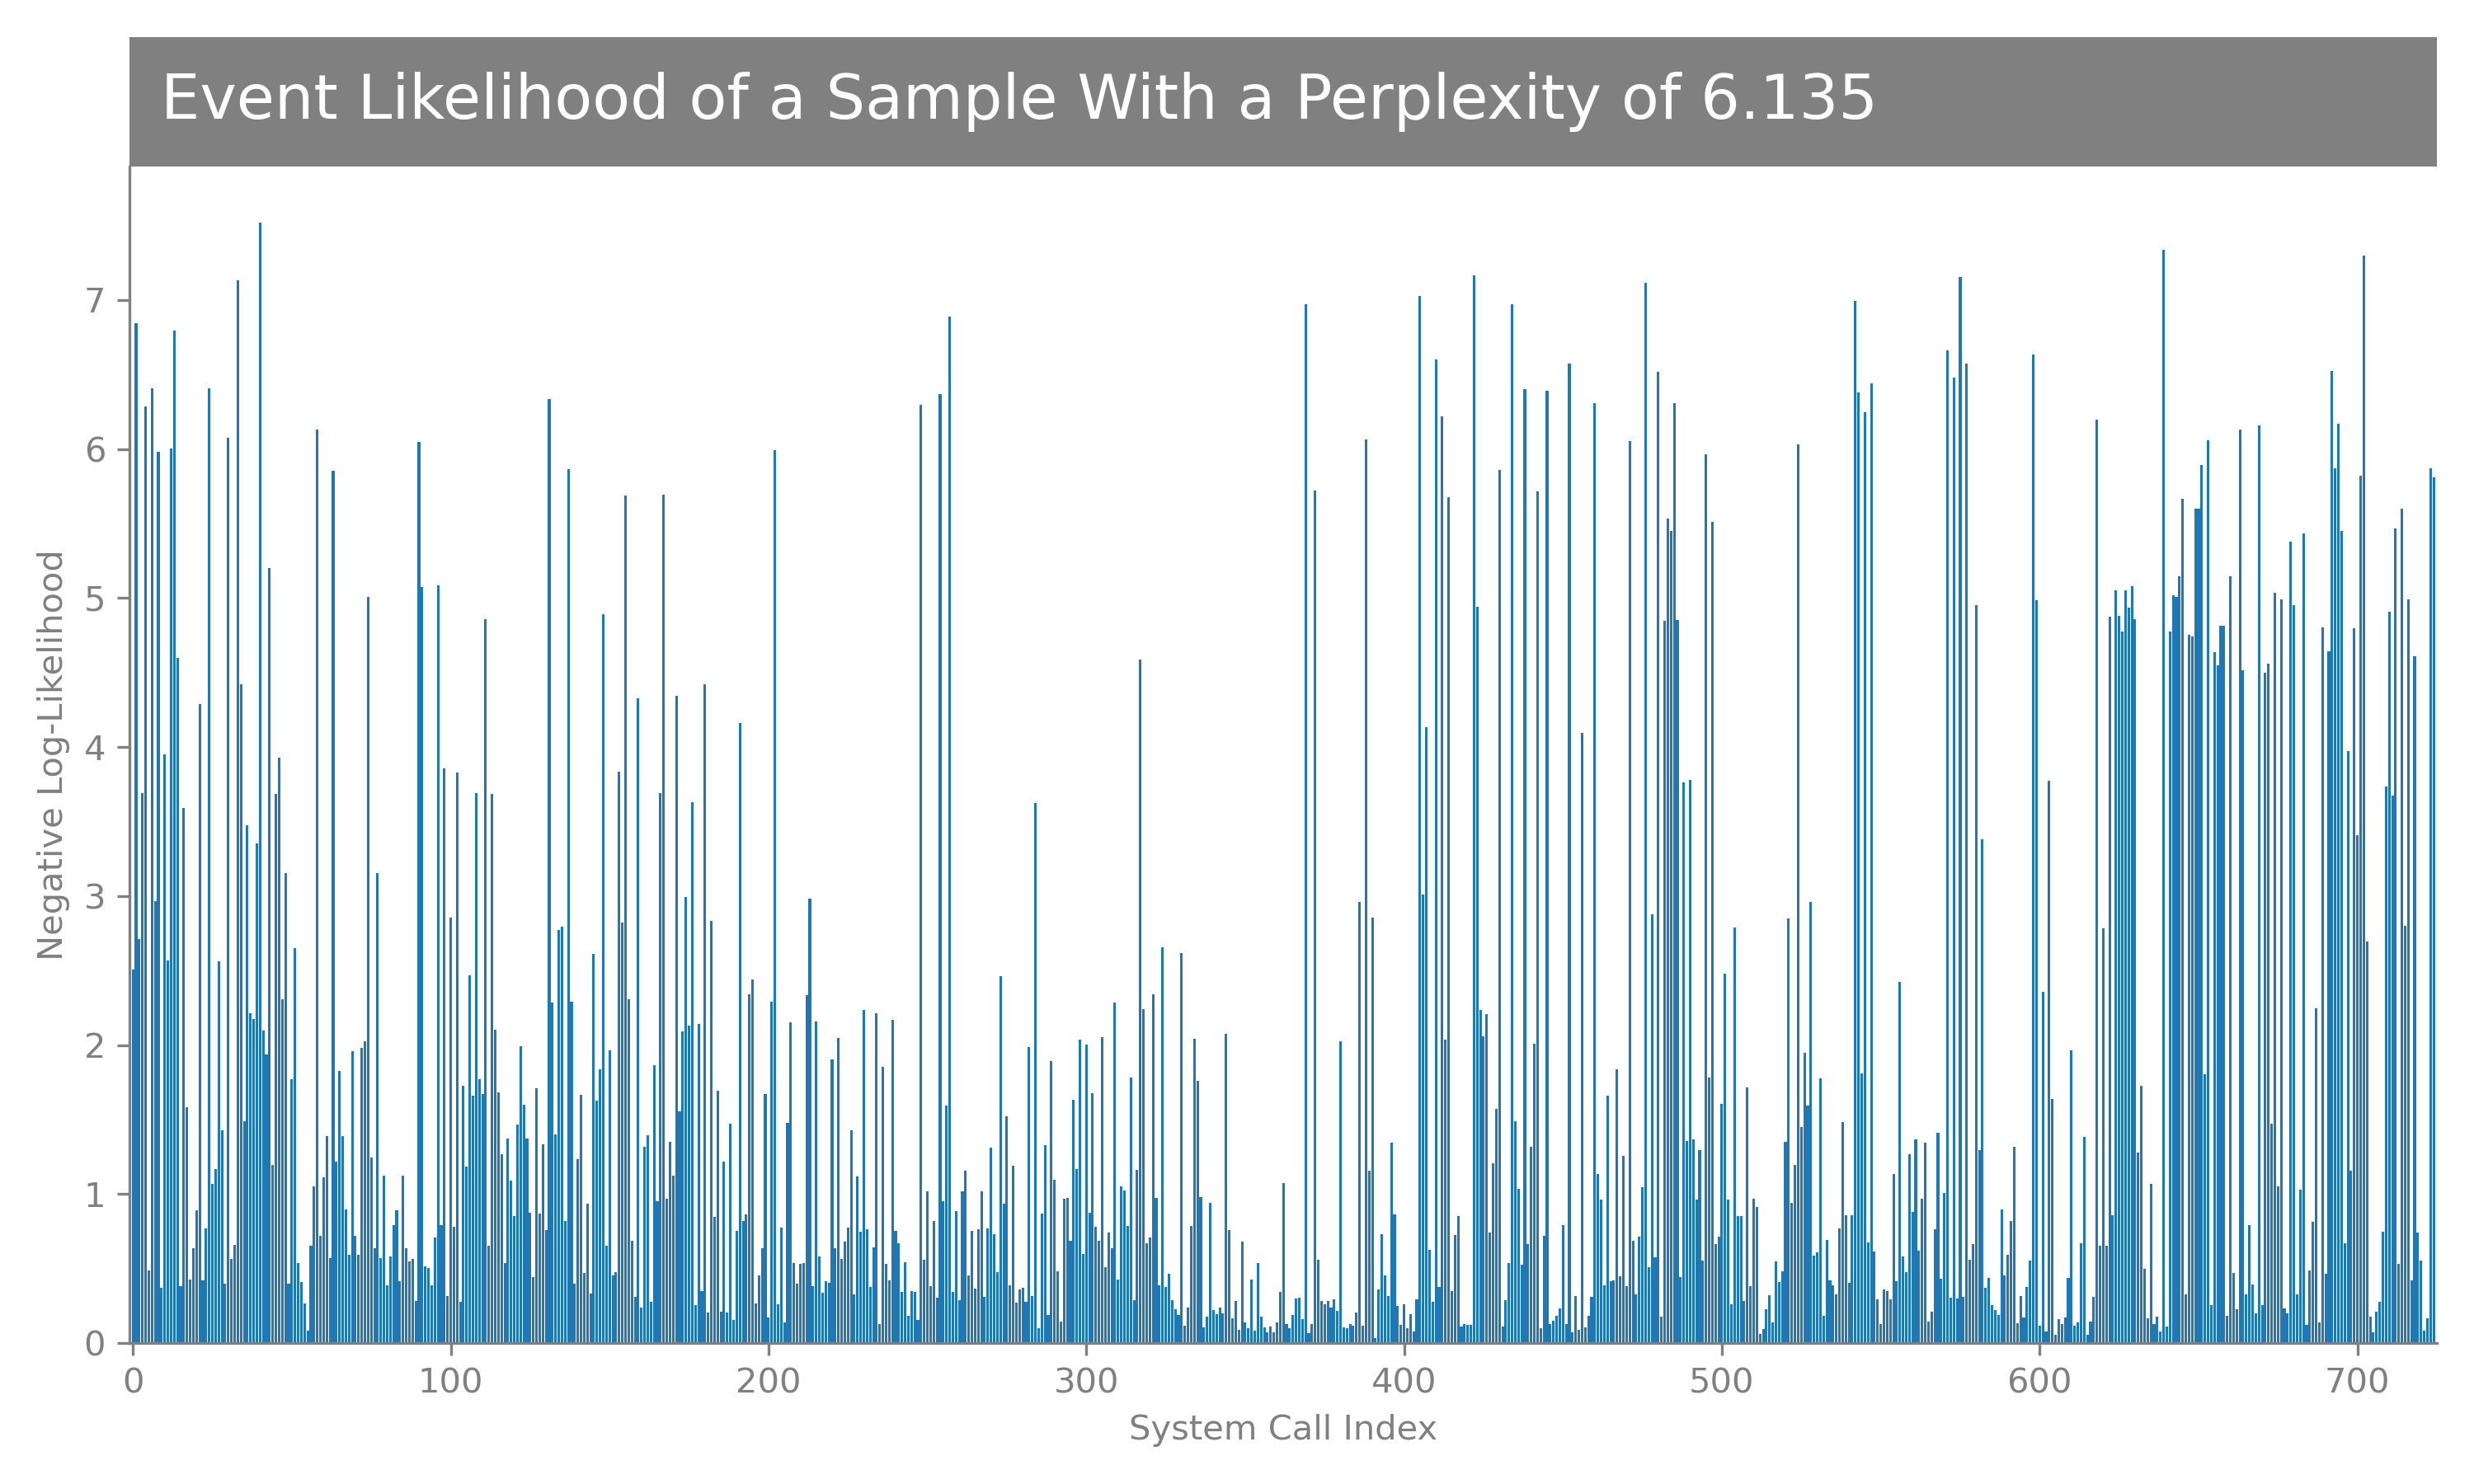 Event Likelihood of a Sample With a Perplexity of 6.135
Negative Log-Likelihood
7
6
5
4
3
2
1
0
0 100 200 300 400 500 600 700
System Call Index